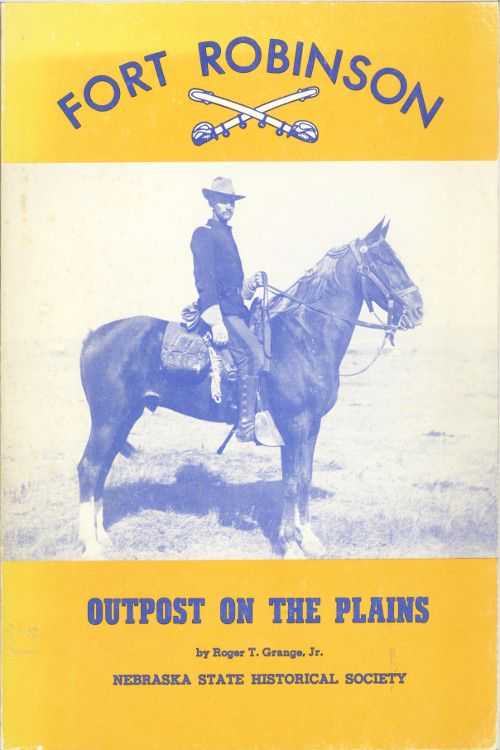 FORT ROBINSON
OUTPOST ON THE PLAINS
by Roger T. Grange, Jr.
NEBRASKA STATE HISTORICAL SOCIETY